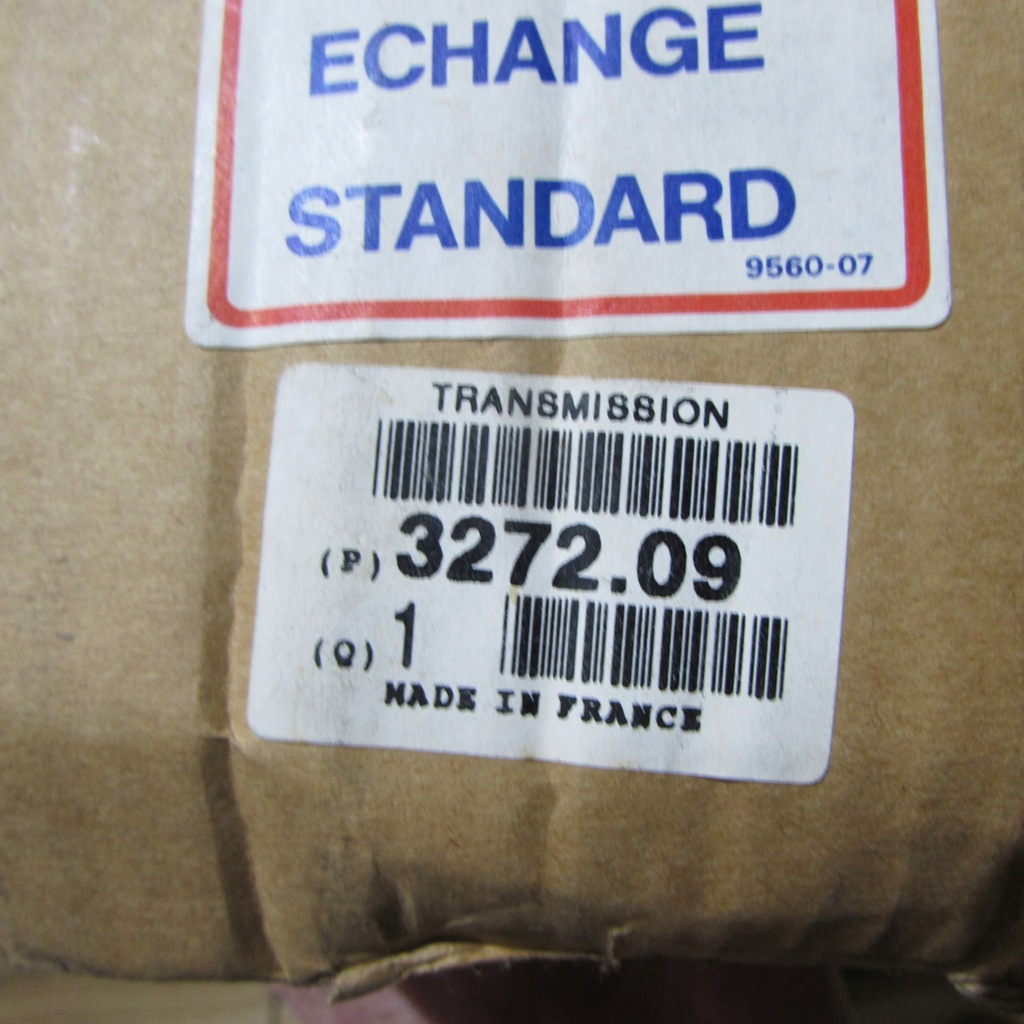 ECHANGE
STANDARD
9560-07
TRANSMISSION
(P) 3272.09
(Q) 1
MADE IN FRANCE